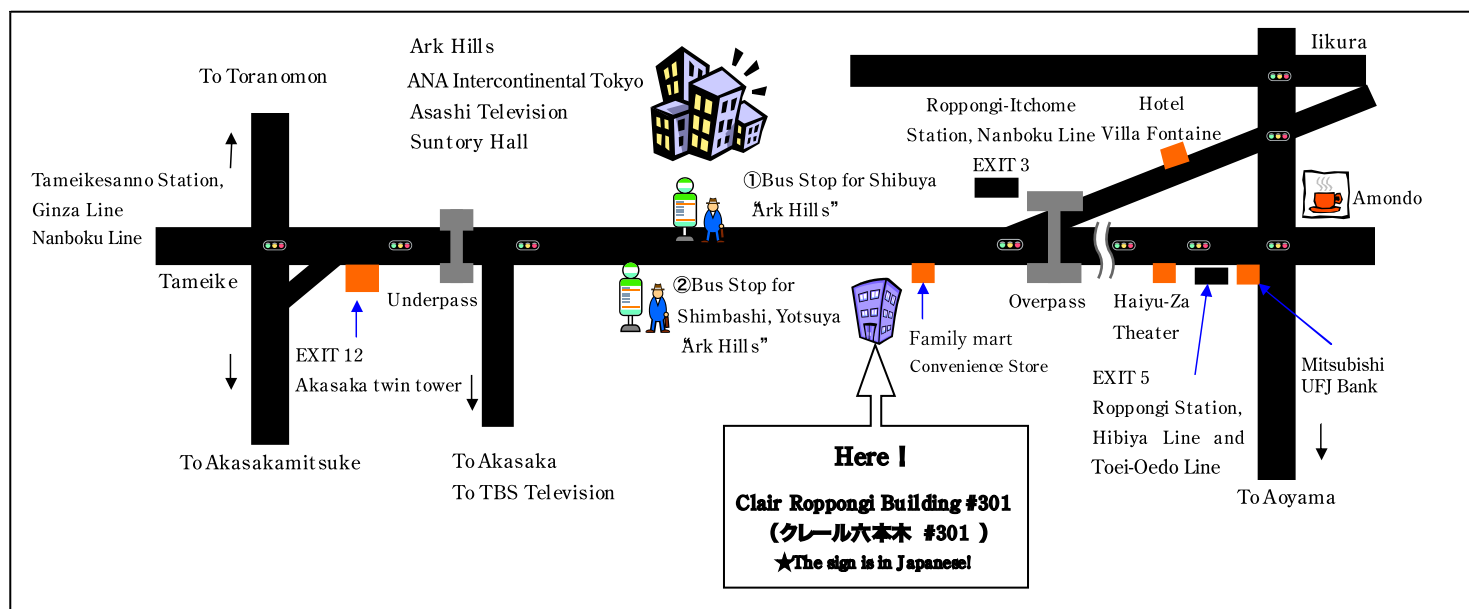 Ark Hills
ANA Intercontinental Tokyo
Asashi Television
Suntory Hall
To Toranomon
Tameikesanno Station,
Ginza Line
Nanboku Line
Tameike
EXIT 12
Akasaka twin tower
Underpass
To Akasakamitsuke
To Akasaka
To TBS Television
①Bus Stop for Shibuya
“Ark Hills”
②Bus Stop for
Shimbashi, Yotsuya
“Ark Hills”
Roppongi-Itchome
Station, Nanboku Line
EXIT 3
Hotel
Villa Fontaine
Iikura
Amondo
Overpass
Family mart
Convenience Store
Haiyu-Za
Theater
EXIT 5
Roppongi Station,
Hibiya Line and
Toei-Oedo Line
Mitsubishi
UFJ Bank
To Aoyama
Here！
Clair Roppongi Building #301
（クレール六本木 #301 ）
★The sign is in Japanese!